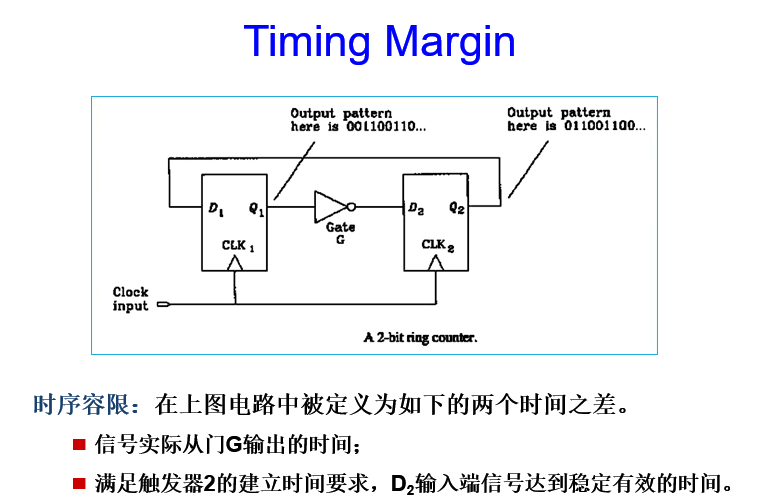 Timing Margin
Output pattern
here is 001100110...
Output pattern
here is 011001100...
D₁ Q₁
Gate
G
CLK₁
D₂ Q₂
CLK₂
Clock
input
A 2-bit ring counter.
时序容限：在上图电路中被定义为如下的两个时间之差。
信号实际从门G输出的时间；
满足触发器2的建立时间要求，D₂输入端信号达到稳定有效的时间。